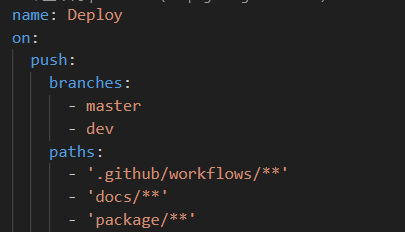 name: Deploy
on:
  push:
    branches:
      - master
      - dev
    paths:
      - '.github/workflows/**'
      - 'docs/**'
      - 'package/**'